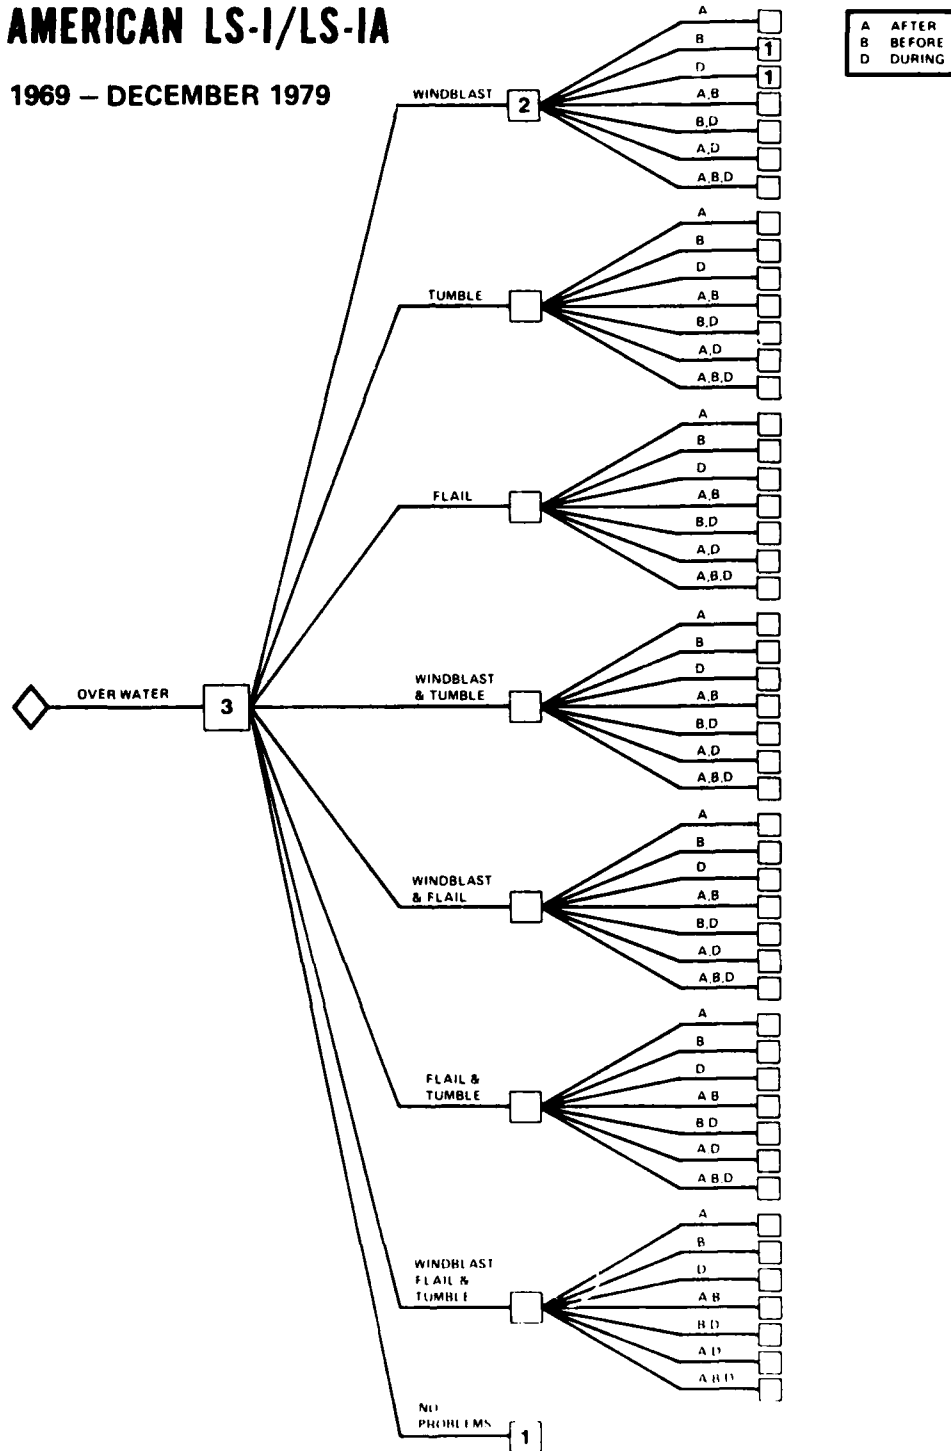 AMERICAN LS-I/LS-IA
1969 – DECEMBER 1979
A AFTER
B BEFORE
D DURING
OVER WATER
3
WINDBLAST
2
A
B
1
D
1
A,B
B,D
A,D
A,B,D
TUMBLE
A
B
D
A,B
B,D
A,D
A,B,D
FLAIL
A
B
D
A,B
B,D
A,D
A,B,D
WINDBLAST
& TUMBLE
A
B
D
A,B
B,D
A,D
A,B,D
WINDBLAST
& FLAIL
A
B
D
A,B
B,D
A,D
A,B,D
FLAIL &
TUMBLE
A
B
D
A B
B D
A D
A B D
WINDBLAST
FLAIL &
TUMBLE
A
B
D
A B
B D
A D
A B D
NO
PROBLEMS
1